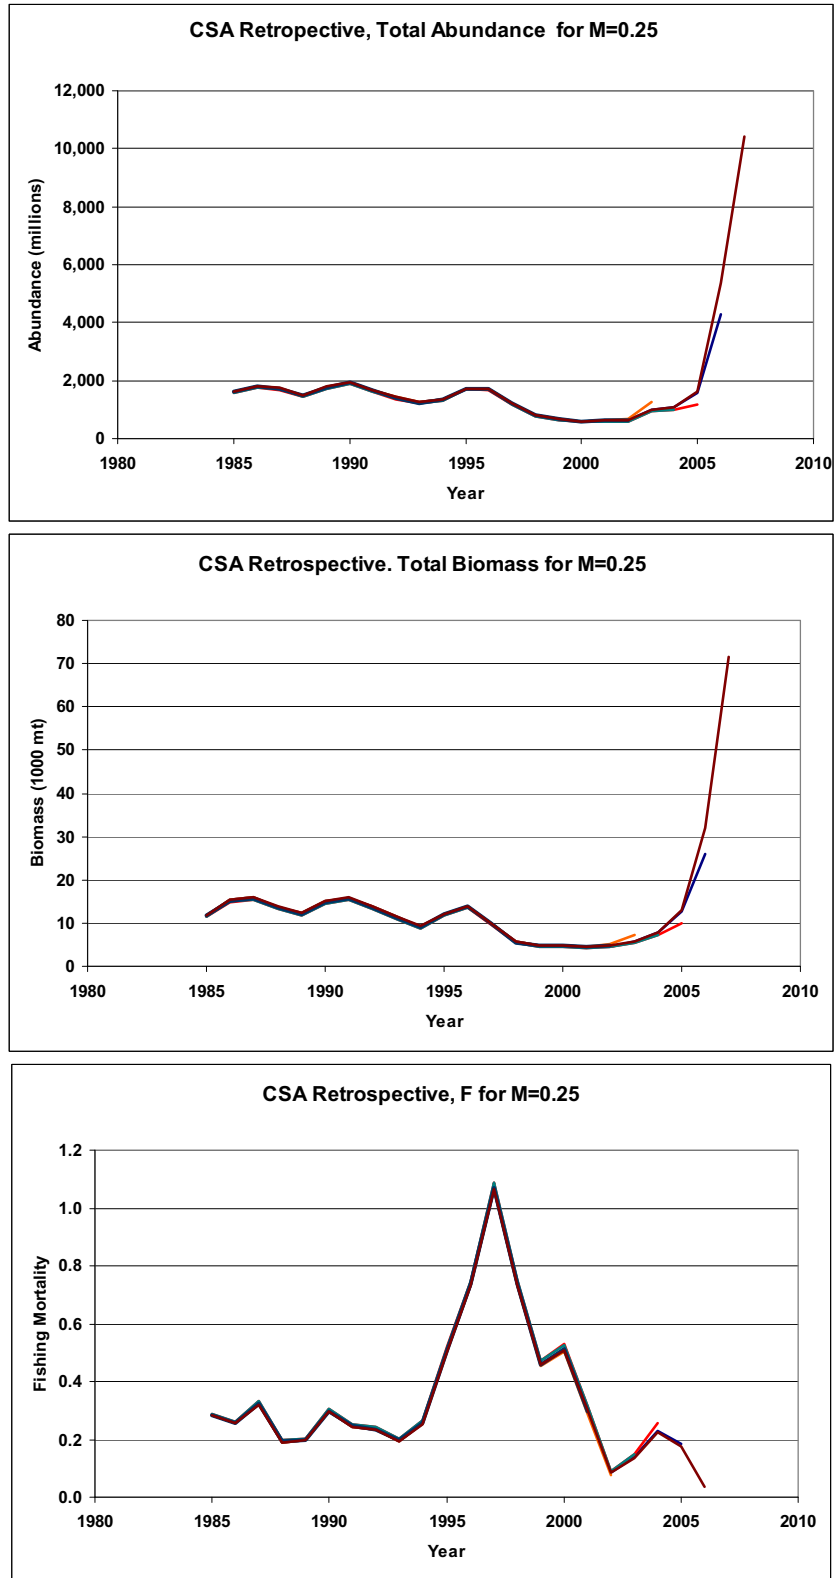 CSA Retropective, Total Abundance for M=0.25
12,000
10,000
8,000
6,000
4,000
2,000
0
Abundance (millions)
1980 1985 1990 1995 2000 2005 2010
Year
CSA Retrospective. Total Biomass for M=0.25
80
70
60
50
40
30
20
10
0
Biomass (1000 mt)
1980 1985 1990 1995 2000 2005 2010
Year
CSA Retrospective, F for M=0.25
1.2
1.0
0.8
0.6
0.4
0.2
0.0
Fishing Mortality
1980 1985 1990 1995 2000 2005 2010
Year